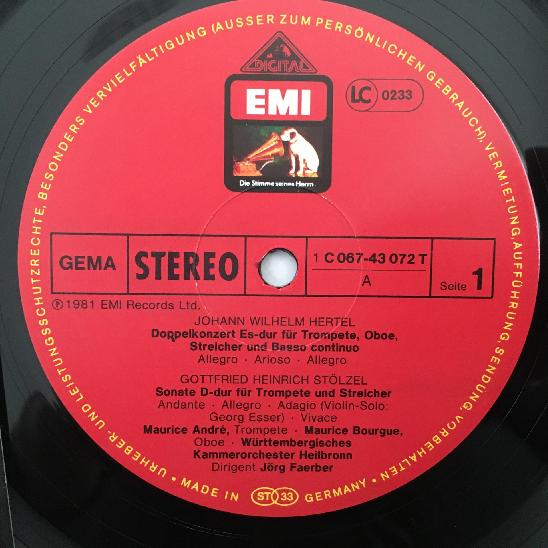 URHEBER- UND LEISTUNGSSCHUTZRECHTE, BESONDERS VERVIELFÄLTIGUNG (AUSSER ZUM PERSÖNLICHEN GEBRAUCH), VERMIETUNG, AUFFÜHRUNG, SENDUNG, VORBEHALTEN
DIGITAL
EMI
LC 0233
Die Stimme seines Herrn
GEMA STEREO 1 C 067-43 072 T
A
Seite 1
℗ 1981 EMI Records Ltd.
JOHANN WILHELM HERTEL
Doppelkonzert Es-dur für Trompete, Oboe,
Streicher und Basso continuo
Allegro · Arioso · Allegro
GOTTFRIED HEINRICH STÖLZEL
Sonate D-dur für Trompete und Streicher
Andante · Allegro · Adagio (Violin-Solo:
Georg Esser) · Vivace
Maurice André, Trompete · Maurice Bourgue,
Oboe · Württembergisches
Kammerorchester Heilbronn
Dirigent Jörg Faerber
· MADE IN ST 33 GERMANY ·